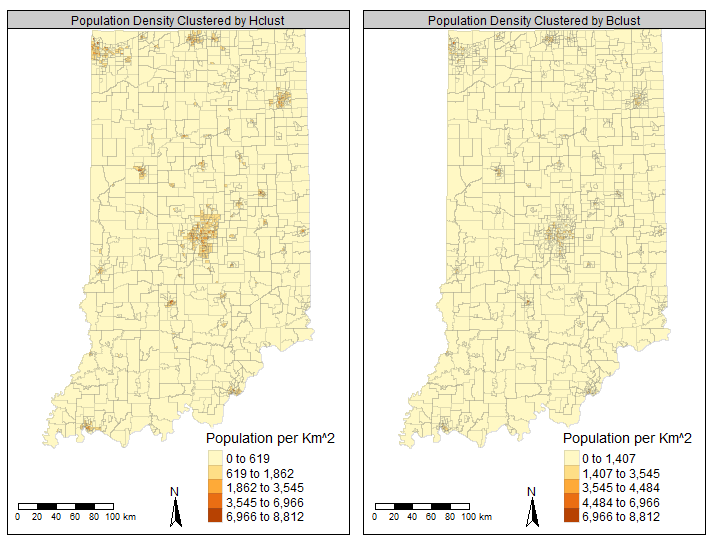 Population Density Clustered by Hclust
Population per Km^2
0 to 619
619 to 1,862
1,862 to 3,545
3,545 to 6,966
6,966 to 8,812
N
0 20 40 60 80 100 km
Population Density Clustered by Bclust
Population per Km^2
0 to 1,407
1,407 to 3,545
3,545 to 4,484
4,484 to 6,966
6,966 to 8,812
N
0 20 40 60 80 100 km